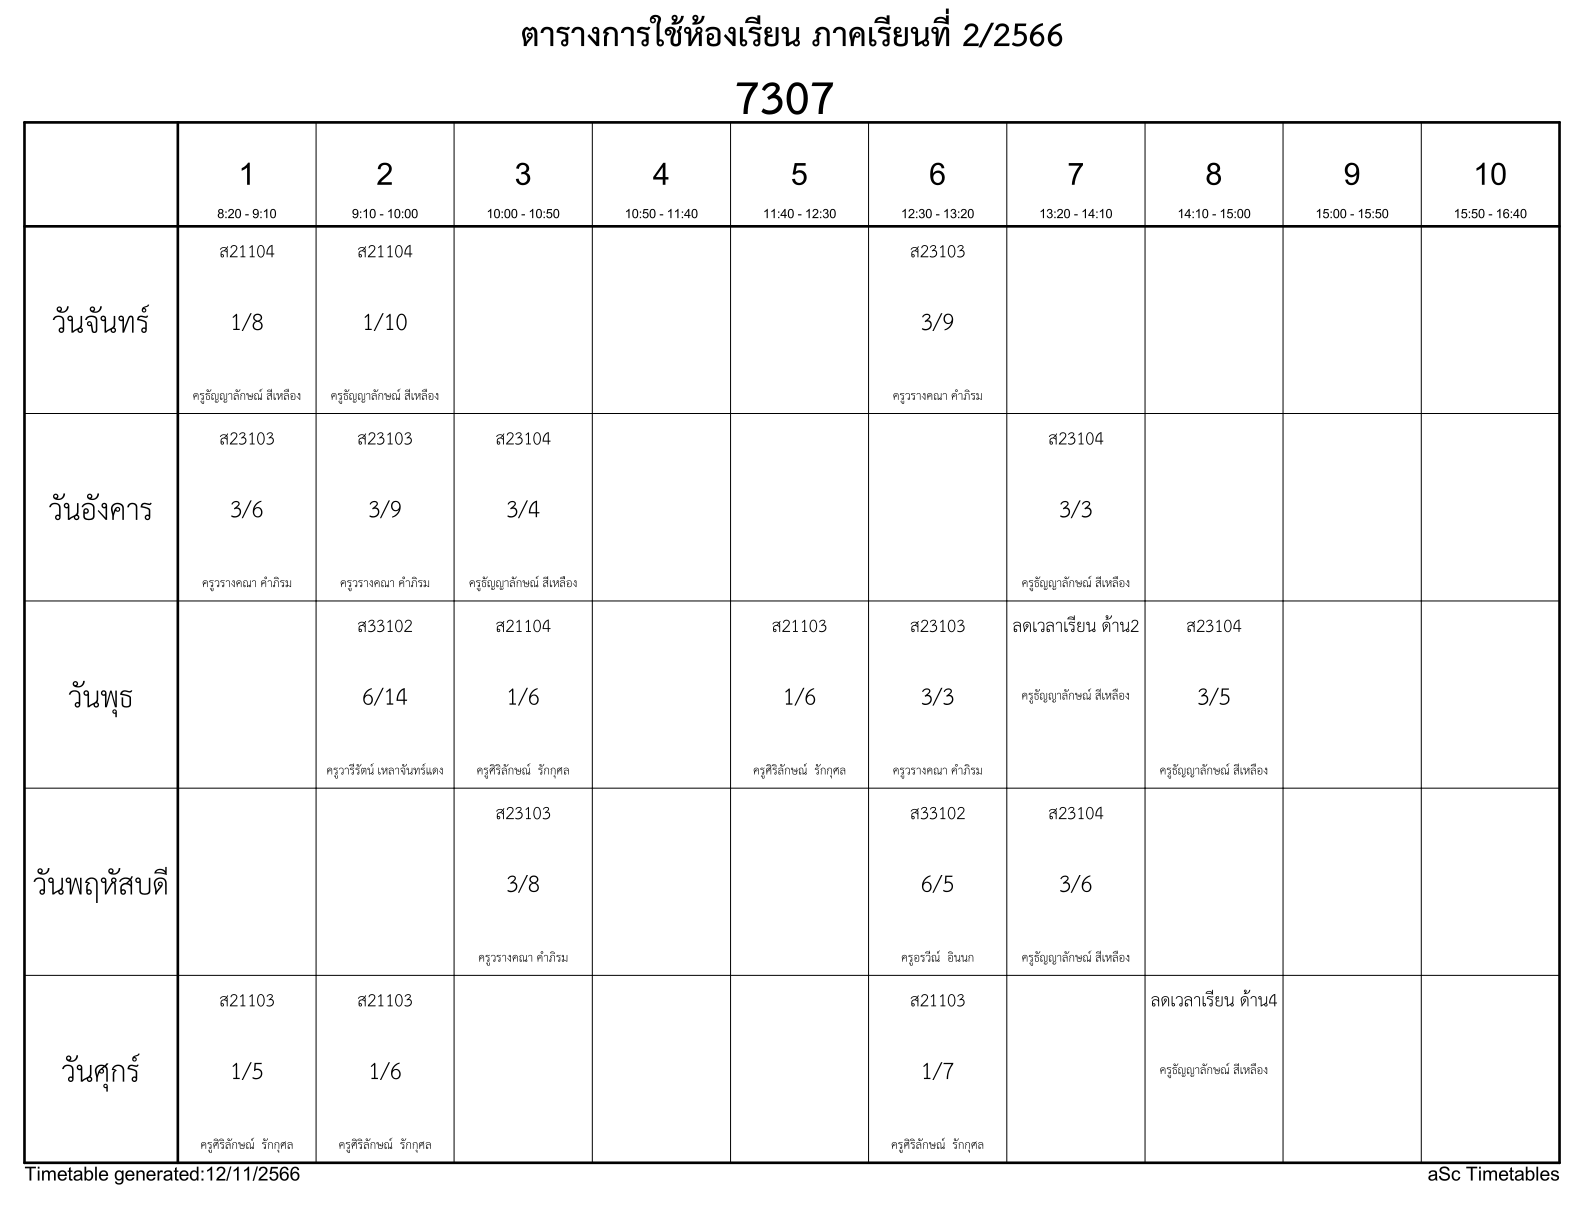 ตารางการใช้ห้องเรียน ภาคเรียนที่ 2/2566
7307
1 2 3 4 5 6 7 8 9 10
8:20 - 9:10 9:10 - 10:00 10:00 - 10:50 10:50 - 11:40 11:40 - 12:30 12:30 - 13:20 13:20 - 14:10 14:10 - 15:00 15:00 - 15:50 15:50 - 16:40
วันจันทร์
ส21104 ส21104 ส23103
1/8 1/10 3/9
ครูธัญญาลักษณ์ สีเหลือง ครูธัญญาลักษณ์ สีเหลือง ครูวรางคณา คำภิรม
วันอังคาร
ส23103 ส23103 ส23104 ส23104
3/6 3/9 3/4 3/3
ครูวรางคณา คำภิรม ครูวรางคณา คำภิรม ครูธัญญาลักษณ์ สีเหลือง ครูธัญญาลักษณ์ สีเหลือง
วันพุธ
ส33102 ส21104 ส21103 ส23103 ลดเวลาเรียน ด้าน2 ส23104
6/14 1/6 1/6 3/3 ครูธัญญาลักษณ์ สีเหลือง 3/5
ครูวารีรัตน์ เหลาจันทร์แดง ครูศิริลักษณ์ รักกุศล ครูศิริลักษณ์ รักกุศล ครูวรางคณา คำภิรม ครูธัญญาลักษณ์ สีเหลือง
วันพฤหัสบดี
ส23103 ส33102 ส23104
3/8 6/5 3/6
ครูวรางคณา คำภิรม ครูอรวีณ์ อินนก ครูธัญญาลักษณ์ สีเหลือง
วันศุกร์
ส21103 ส21103 ส21103 ลดเวลาเรียน ด้าน4
1/5 1/6 1/7 ครูธัญญาลักษณ์ สีเหลือง
ครูศิริลักษณ์ รักกุศล ครูศิริลักษณ์ รักกุศล ครูศิริลักษณ์ รักกุศล
Timetable generated:12/11/2566 aSc Timetables